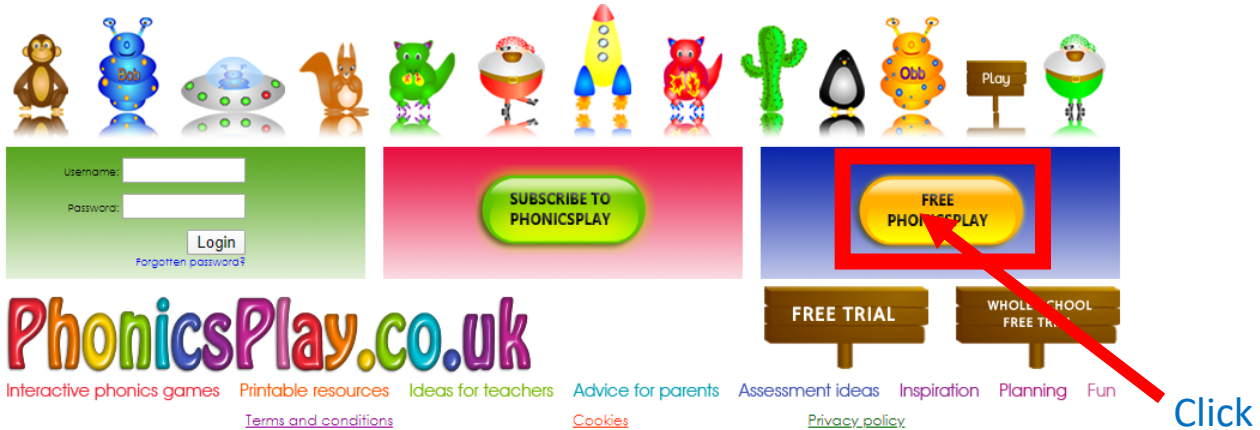 Bob
Obb
Play
Username:
Password:
Login
Forgotten password?
SUBSCRIBE TO
PHONICSPLAY
FREE
PHONICSPLAY
PhonicsPlay.co.uk
FREE TRIAL
WHOLE SCHOOL
FREE TRIAL
Interactive phonics games Printable resources Ideas for teachers Advice for parents Assessment ideas Inspiration Planning Fun
Terms and conditions Cookies Privacy policy
Click